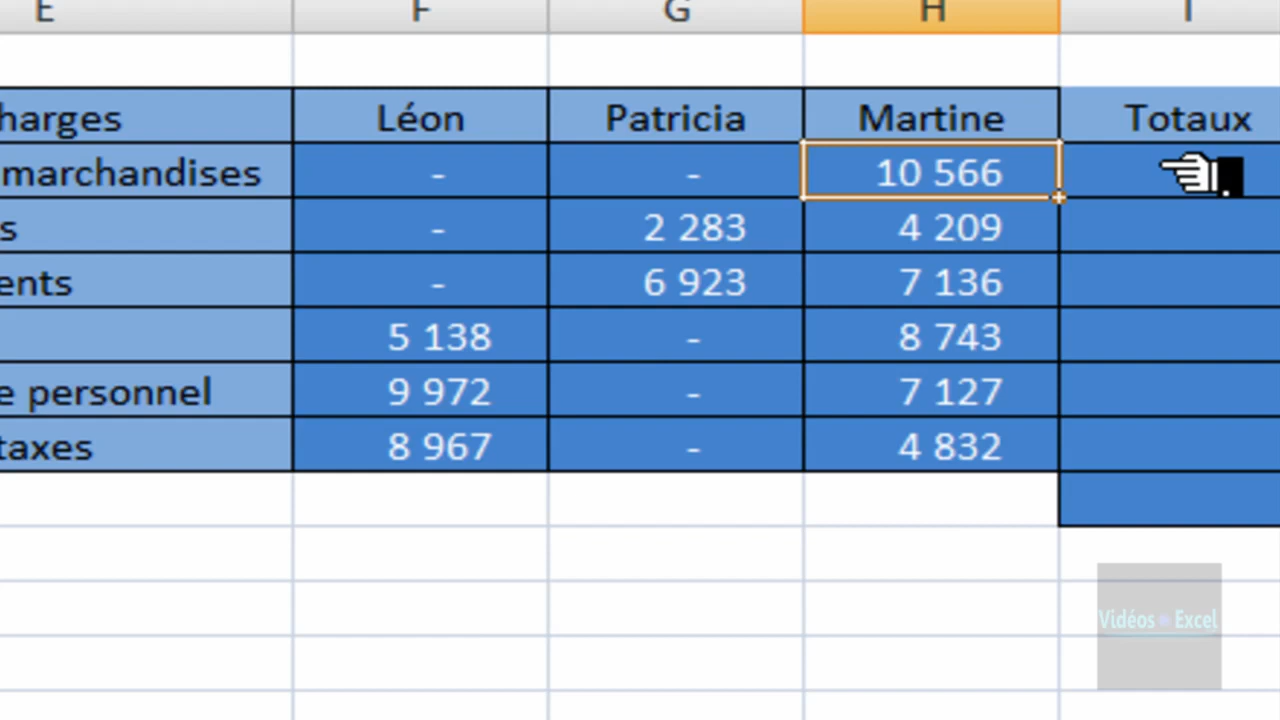 E F G H I
harges Léon Patricia Martine Totaux
marchandises - - 10 566
s - 2 283 4 209
ents - 6 923 7 136
5 138 - 8 743
e personnel 9 972 - 7 127
taxes 8 967 - 4 832
Vidéos Excel